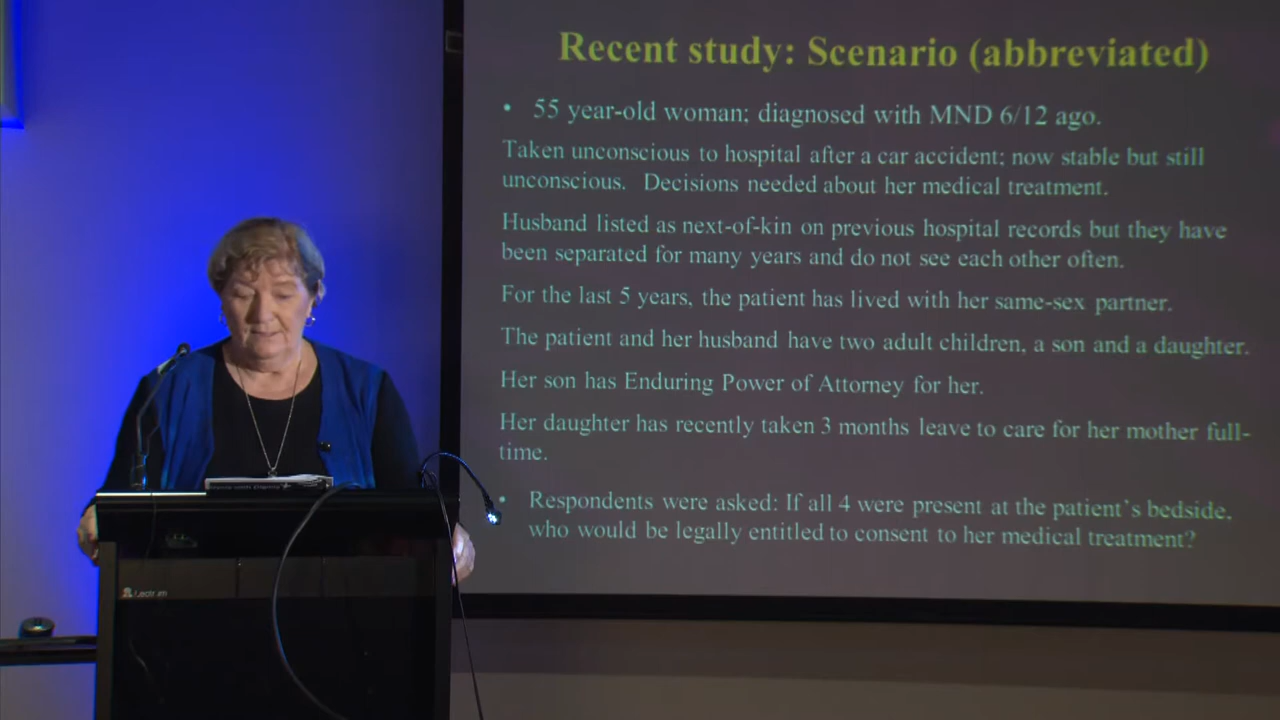 Recent study: Scenario (abbreviated)
• 55 year-old woman; diagnosed with MND 6/12 ago.
Taken unconscious to hospital after a car accident; now stable but still
unconscious. Decisions needed about her medical treatment.
Husband listed as next-of-kin on previous hospital records but they have
been separated for many years and do not see each other often.
For the last 5 years, the patient has lived with her same-sex partner.
The patient and her husband have two adult children, a son and a daughter.
Her son has Enduring Power of Attorney for her.
Her daughter has recently taken 3 months leave to care for her mother full-
time.
• Respondents were asked: If all 4 were present at the patient's bedside,
who would be legally entitled to consent to her medical treatment?
Lectrum